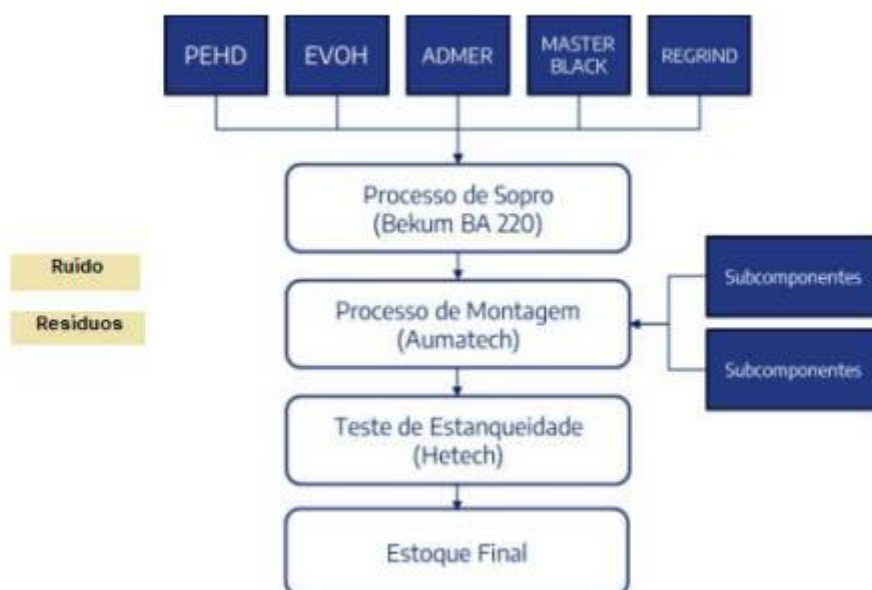 PEHD
EVOH
ADMER
MASTER
BLACK
REGRIND
Processo de Sopro
(Bekum BA 220)
Ruído
Resíduos
Processo de Montagem
(Aumatech)
Subcomponentes
Subcomponentes
Teste de Estanqueidade
(Hetech)
Estoque Final